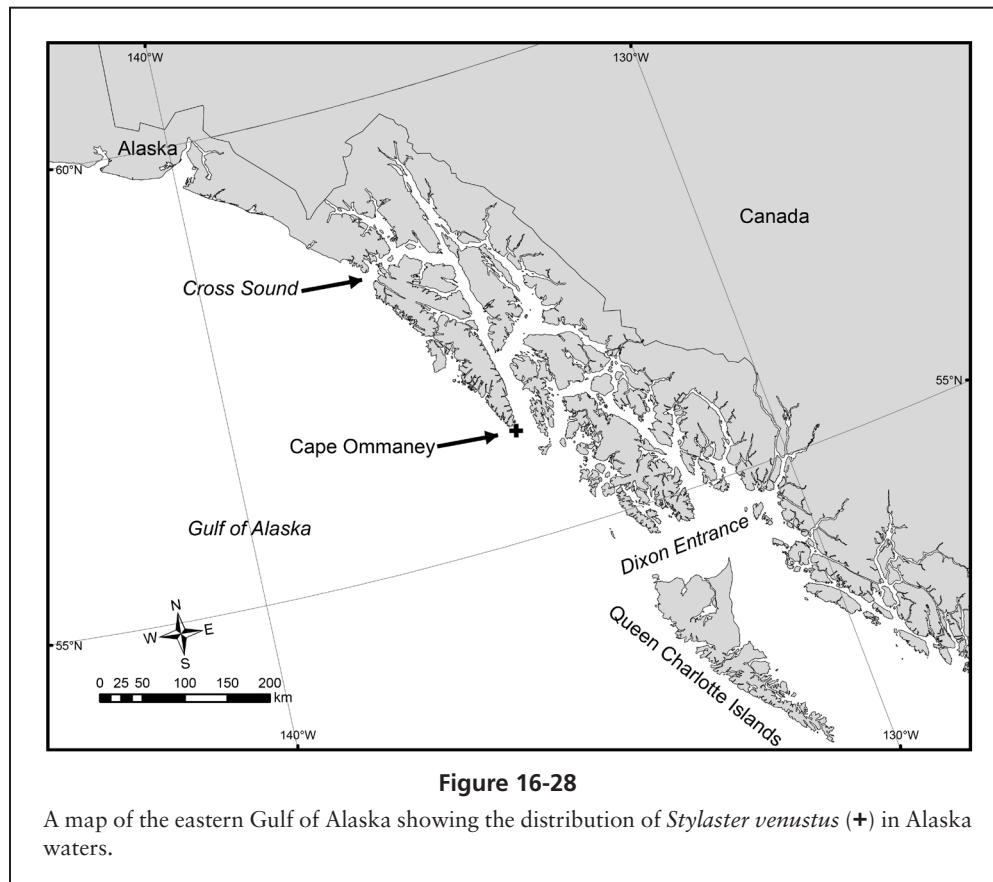 140°W
130°W
Alaska
60°N
Canada
Cross Sound
55°N
Cape Ommaney
Gulf of Alaska
Dixon Entrance
N
W E
S
55°N
Queen Charlotte Islands
0 25 50 100 150 200
km
140°W
130°W
Figure 16-28
A map of the eastern Gulf of Alaska showing the distribution of Stylaster venustus (+) in Alaska
waters.